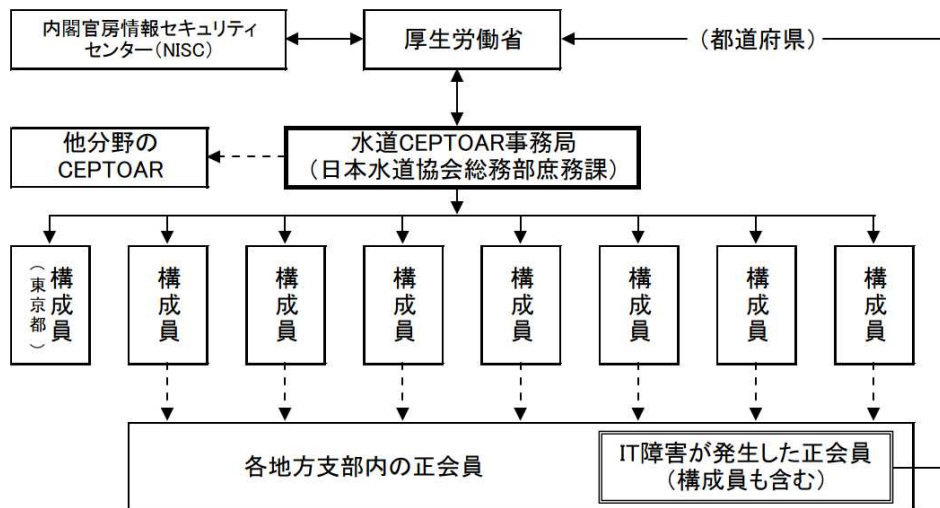 内閣官房情報セキュリティ
センター(NISC)
厚生労働省
(都道府県)
他分野の
CEPTOAR
水道CEPTOAR事務局
(日本水道協会総務部庶務課)
構成員
(東京都)
構成員
構成員
構成員
構成員
構成員
構成員
構成員
各地方支部内の正会員
IT障害が発生した正会員
(構成員も含む)